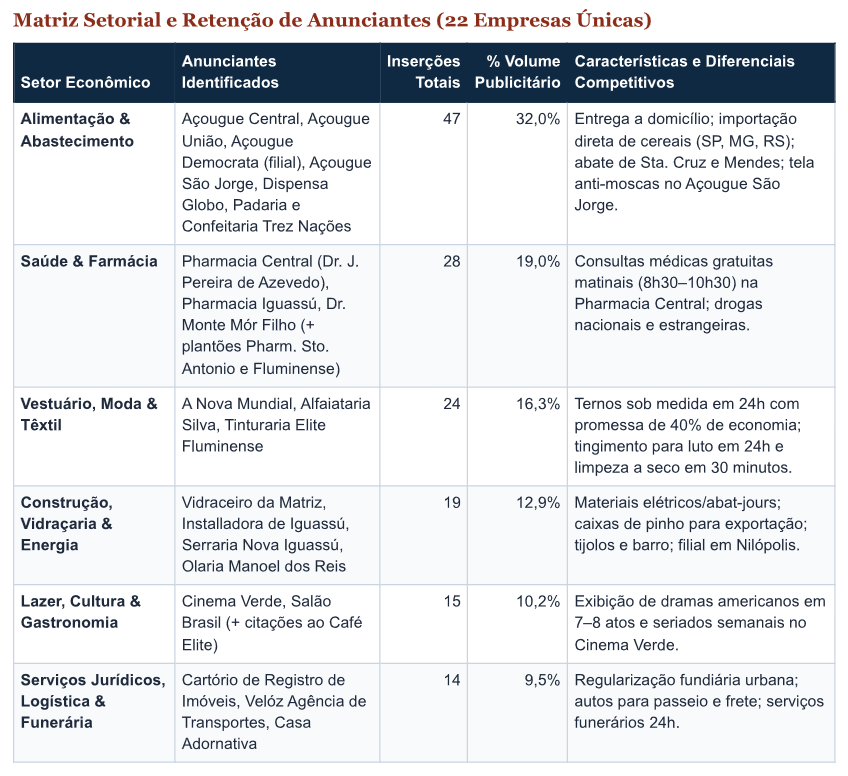 Matriz Setorial e Retenção de Anunciantes (22 Empresas Únicas)
Setor Econômico
Anunciantes
Identificados
Inserções
Totais
% Volume
Publicitário
Características e Diferenciais
Competitivos
Alimentação &
Abastecimento
Açougue Central, Açougue
União, Açougue
Democrata (filial), Açougue
São Jorge, Dispensa
Globo, Padaria e
Confeitaria Trez Nações
47
32,0%
Entrega a domicílio; importação
direta de cereais (SP, MG, RS);
abate de Sta. Cruz e Mendes; tela
anti-moscas no Açougue São
Jorge.
Saúde & Farmácia
Pharmacia Central (Dr. J.
Pereira de Azevedo),
Pharmacia Iguassú, Dr.
Monte Mór Filho (+
plantões Pharm. Sto.
Antonio e Fluminense)
28
19,0%
Consultas médicas gratuitas
matinais (8h30–10h30) na
Pharmacia Central; drogas
nacionais e estrangeiras.
Vestuário, Moda &
Têxtil
A Nova Mundial, Alfaiataria
Silva, Tinturaria Elite
Fluminense
24
16,3%
Ternos sob medida em 24h com
promessa de 40% de economia;
tingimento para luto em 24h e
limpeza a seco em 30 minutos.
Construção,
Vidraçaria &
Energia
Vidraceiro da Matriz,
Installadora de Iguassú,
Serraria Nova Iguassú,
Olaria Manoel dos Reis
19
12,9%
Materiais elétricos/abat-jours;
caixas de pinho para exportação;
tijolos e barro; filial em Nilópolis.
Lazer, Cultura &
Gastronomia
Cinema Verde, Salão
Brasil (+ citações ao Café
Elite)
15
10,2%
Exibição de dramas americanos em
7–8 atos e seriados semanais no
Cinema Verde.
Serviços Jurídicos,
Logística &
Funerária
Cartório de Registro de
Imóveis, Velóz Agência de
Transportes, Casa
Adornativa
14
9,5%
Regularização fundiária urbana;
autos para passeio e frete; serviços
funerários 24h.